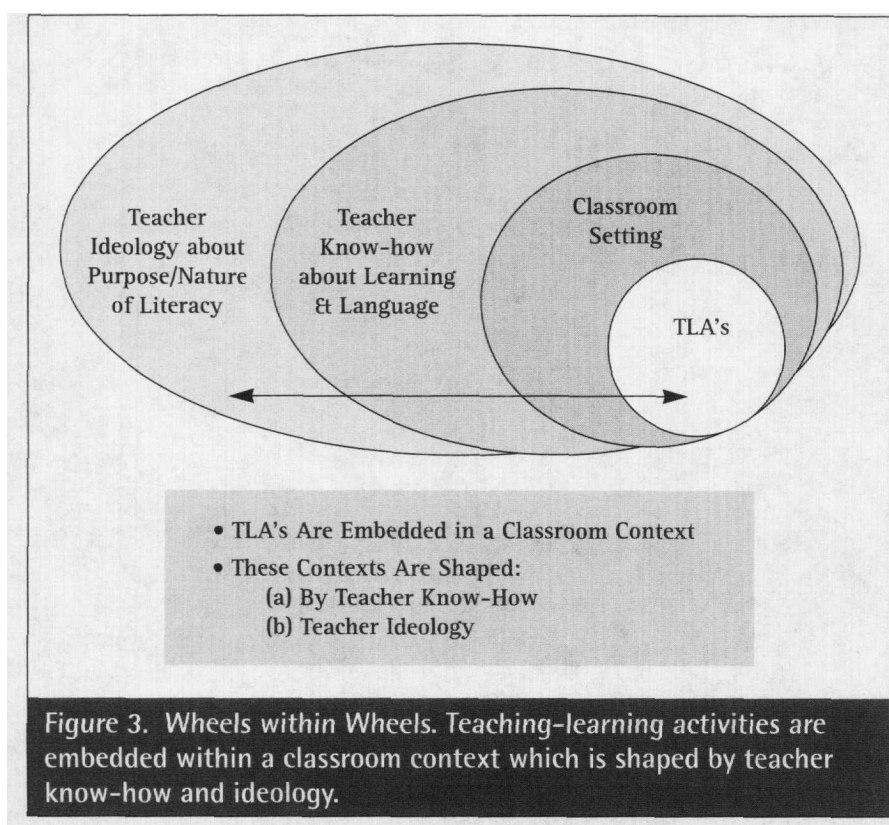 Teacher
Ideology about
Purpose/Nature
of Literacy
Teacher
Know-how
about Learning
& Language
Classroom
Setting
TLA's
• TLA's Are Embedded in a Classroom Context
• These Contexts Are Shaped:
(a) By Teacher Know-How
(b) Teacher Ideology
Figure 3. Wheels within Wheels. Teaching-learning activities are
embedded within a classroom context which is shaped by teacher
know-how and ideology.